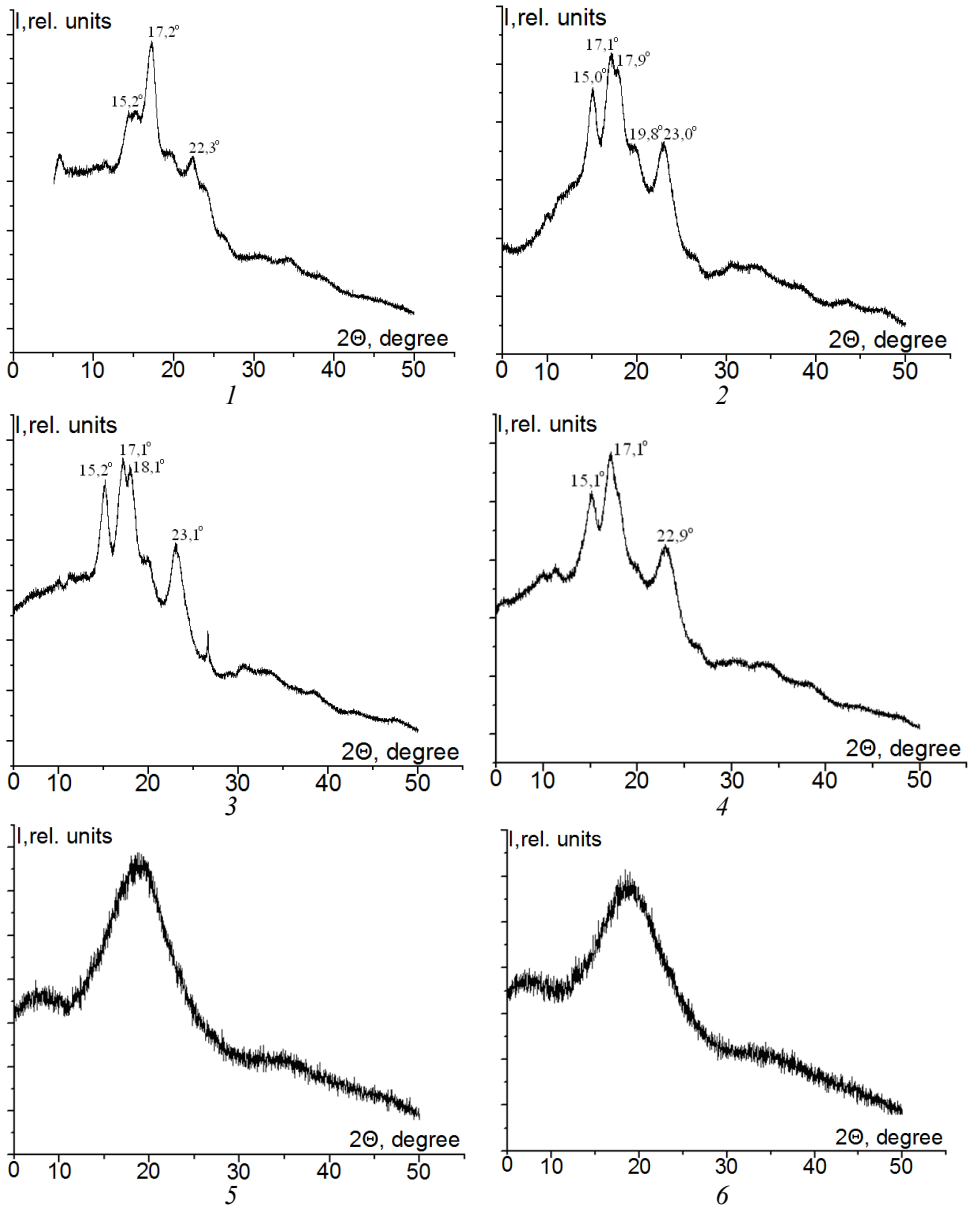 I,rel. units
17,2°
15,2°
22,3°
2Θ, degree
0 10 20 30 40 50
1
I,rel. units
17,1°
17,9°
15,0°
19,8° 23,0°
2Θ, degree
0 10 20 30 40 50
2
I,rel. units
17,1°
15,2° 18,1°
23,1°
2Θ, degree
0 10 20 30 40 50
3
I,rel. units
17,1°
15,1°
22,9°
2Θ, degree
0 10 20 30 40 50
4
I,rel. units
2Θ, degree
0 10 20 30 40 50
5
I,rel. units
2Θ, degree
0 10 20 30 40 50
6